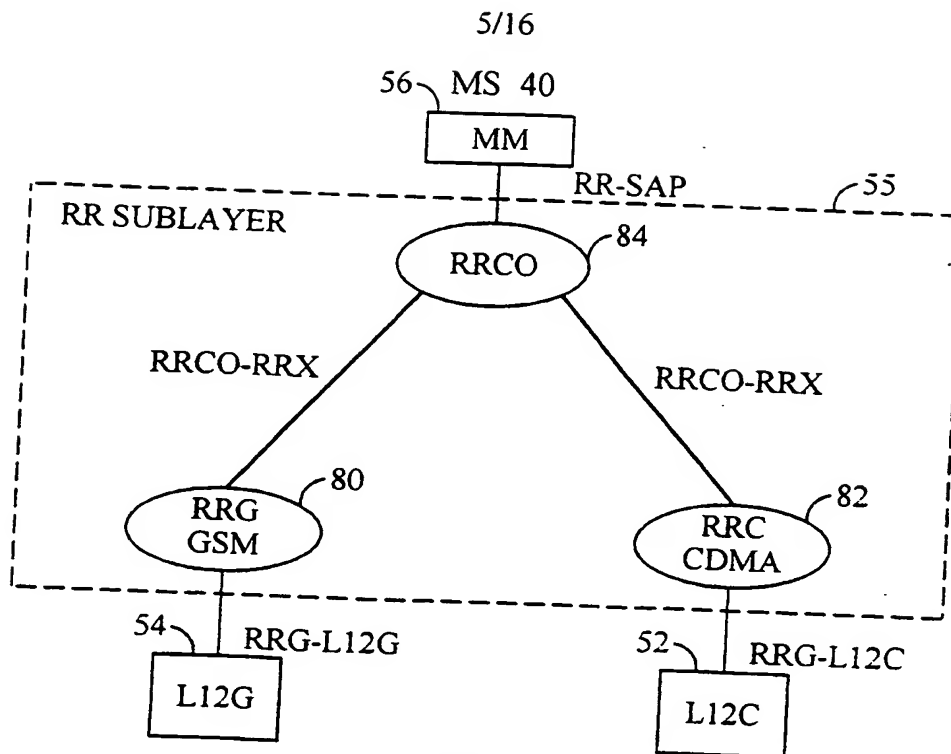 5/16
MS 40
56
MM
RR-SAP
55
RR SUBLAYER
84
RRCO
RRCO-RRX
RRCO-RRX
80
RRG
GSM
82
RRC
CDMA
54
RRG-L12G
L12G
52
RRG-L12C
L12C